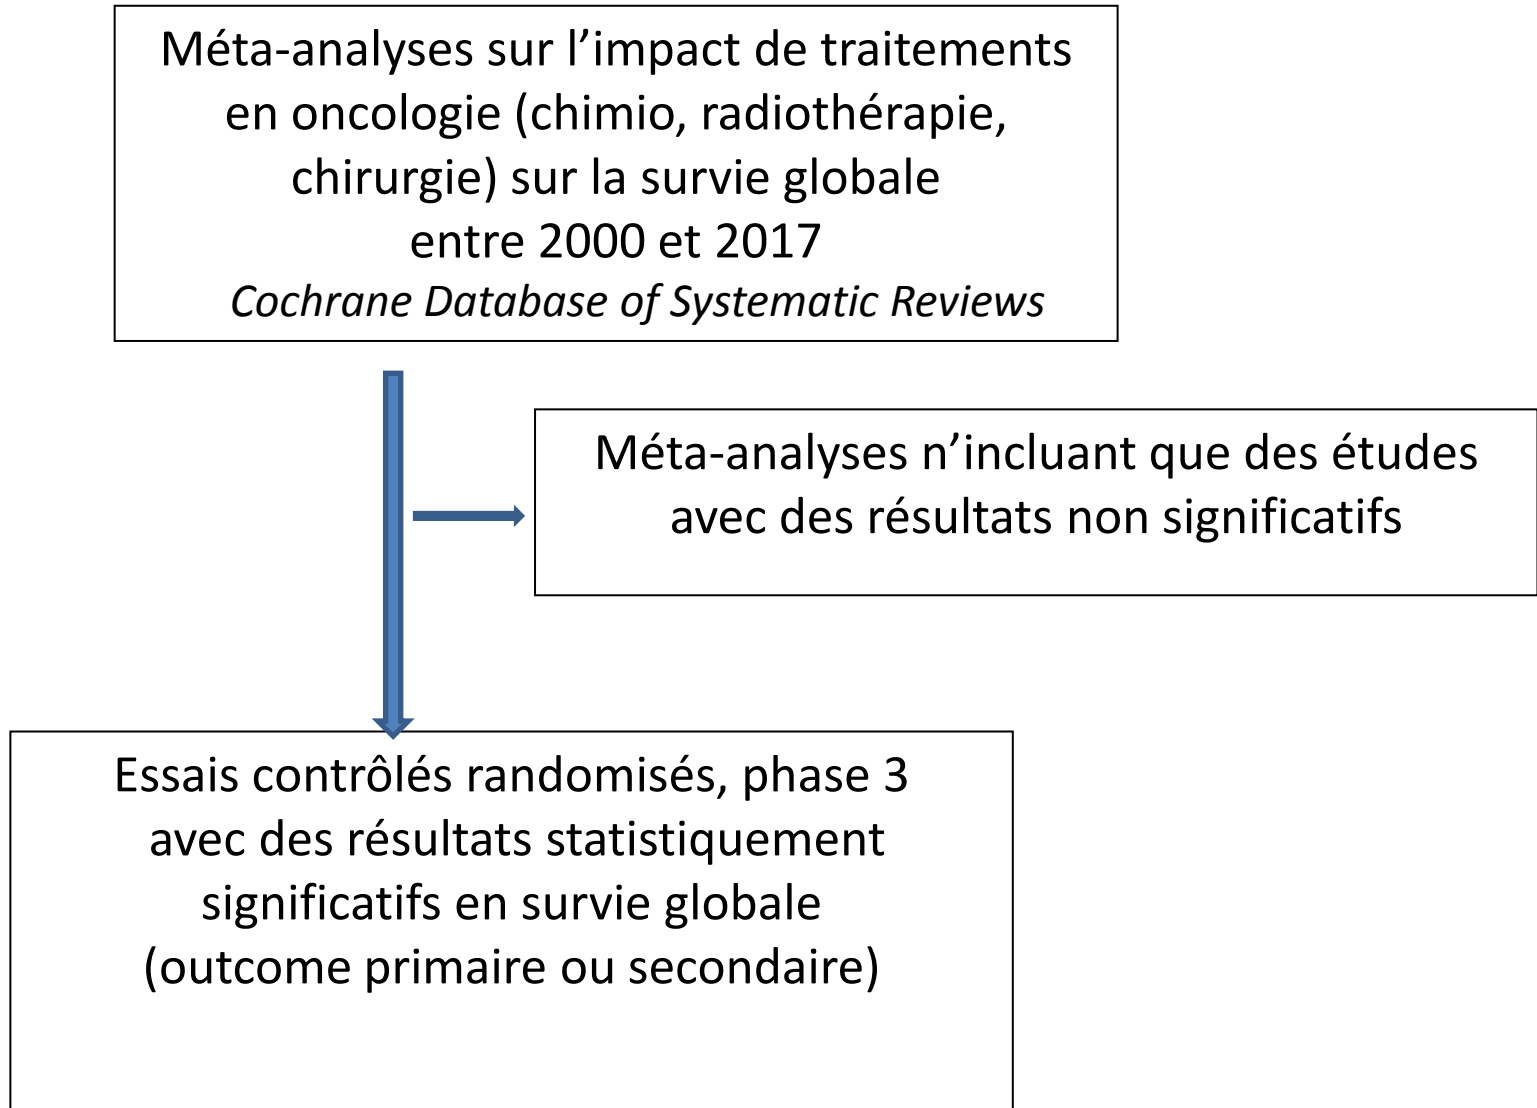 Méta-analyses sur l’impact de traitements
en oncologie (chimio, radiothérapie,
chirurgie) sur la survie globale
entre 2000 et 2017
Cochrane Database of Systematic Reviews
Méta-analyses n’incluant que des études
avec des résultats non significatifs
Essais contrôlés randomisés, phase 3
avec des résultats statistiquement
significatifs en survie globale
(outcome primaire ou secondaire)